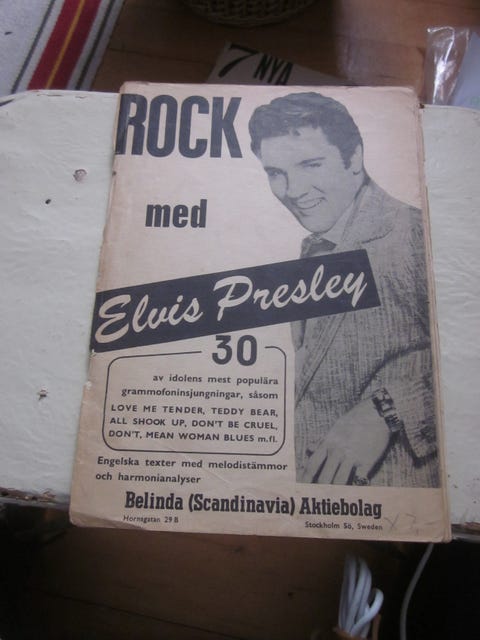 7 NYA
ROCK
med
Elvis Presley
30
av idolens mest populära
grammofoninsjungningar, såsom
LOVE ME TENDER, TEDDY BEAR,
ALL SHOOK UP, DON'T BE CRUEL,
DON'T, MEAN WOMAN BLUES m.fl.
Engelska texter med melodistämmor
och harmonianalyser
Belinda (Scandinavia) Aktiebolag
Hornsgatan 29 B
Stockholm Sö, Sweden